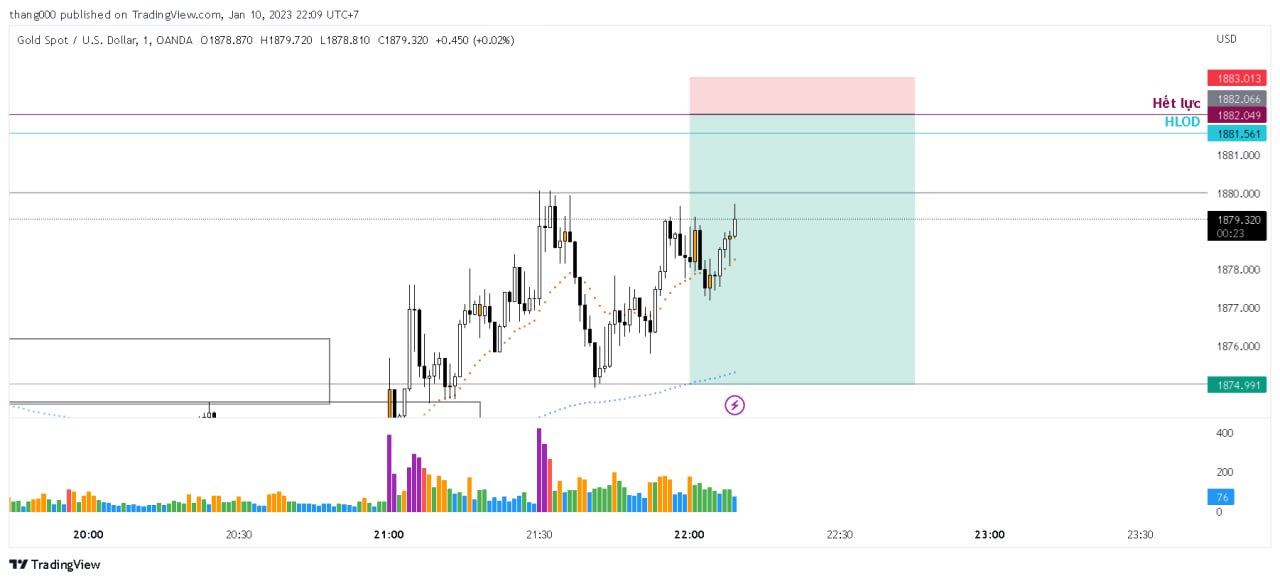 thang000 published on TradingView.com, Jan 10, 2023 22:09 UTC+7
Gold Spot / U.S. Dollar, 1, OANDA O1878.870 H1879.720 L1878.810 C1879.320 +0.450 (+0.02%)
USD
1883.013
1882.066
Hết lực 1882.049
HLOD 1881.561
1881.000
1880.000
1879.320
00:23
1878.000
1877.000
1876.000
1874.991
400
200
76
0
20:00 20:30 21:00 21:30 22:00 22:30 23:00 23:30
TradingView